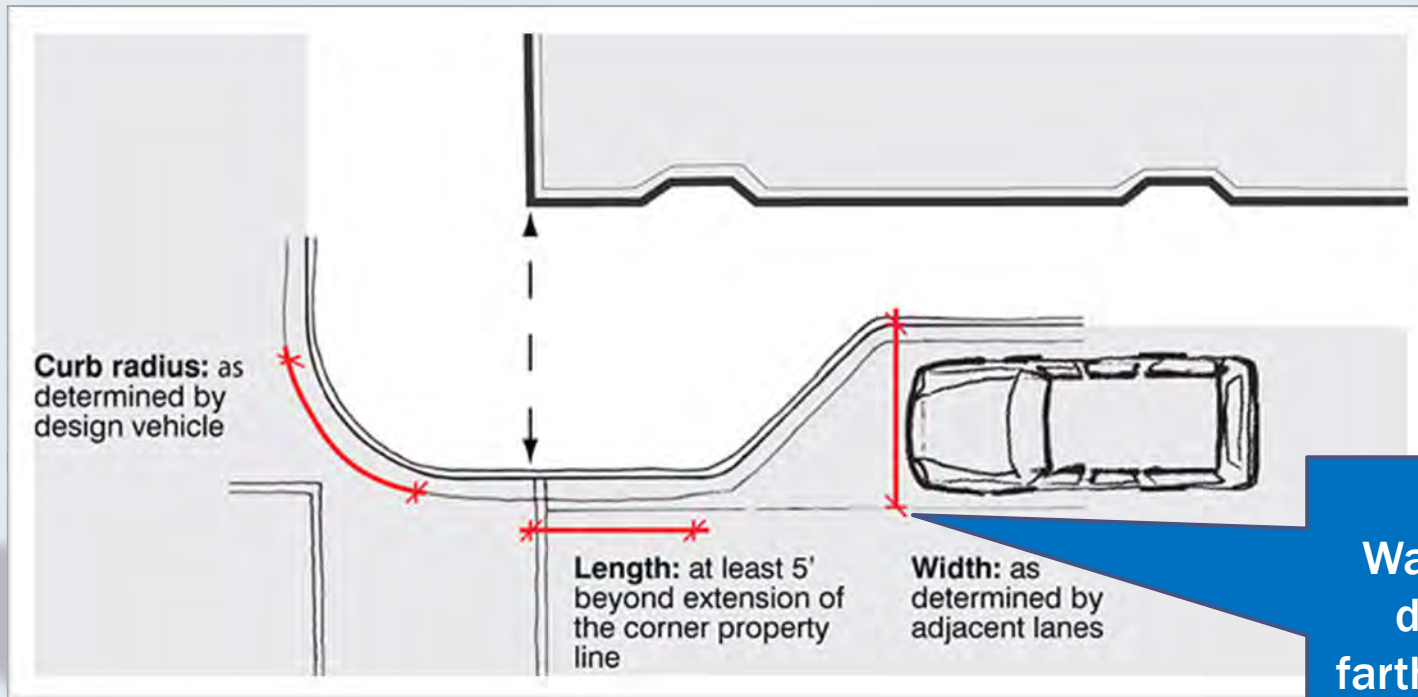 Curb radius: as
determined by
design vehicle
Length: at least 5'
beyond extension of
the corner property
line
Width: as
determined by
adjacent lanes